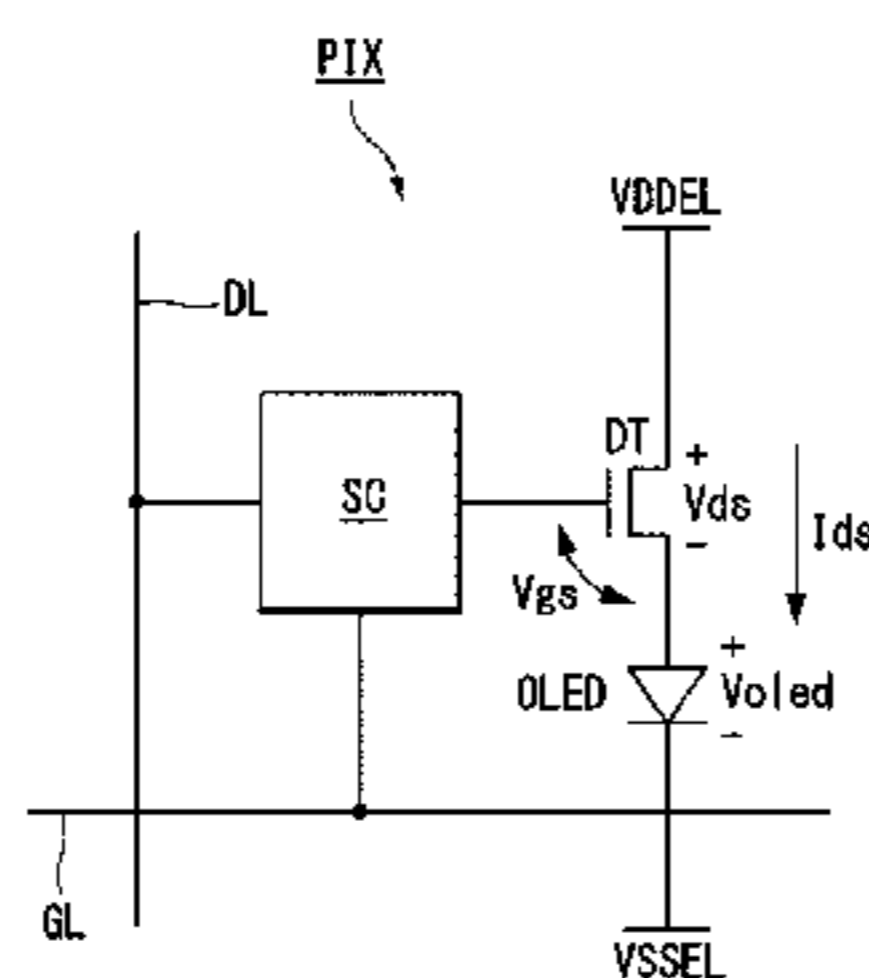 PIX
VDDEL
DL
DT
+
SC
Vds
-
Ids
Vgs
+
OLED
Voled
-
GL
VSSEL